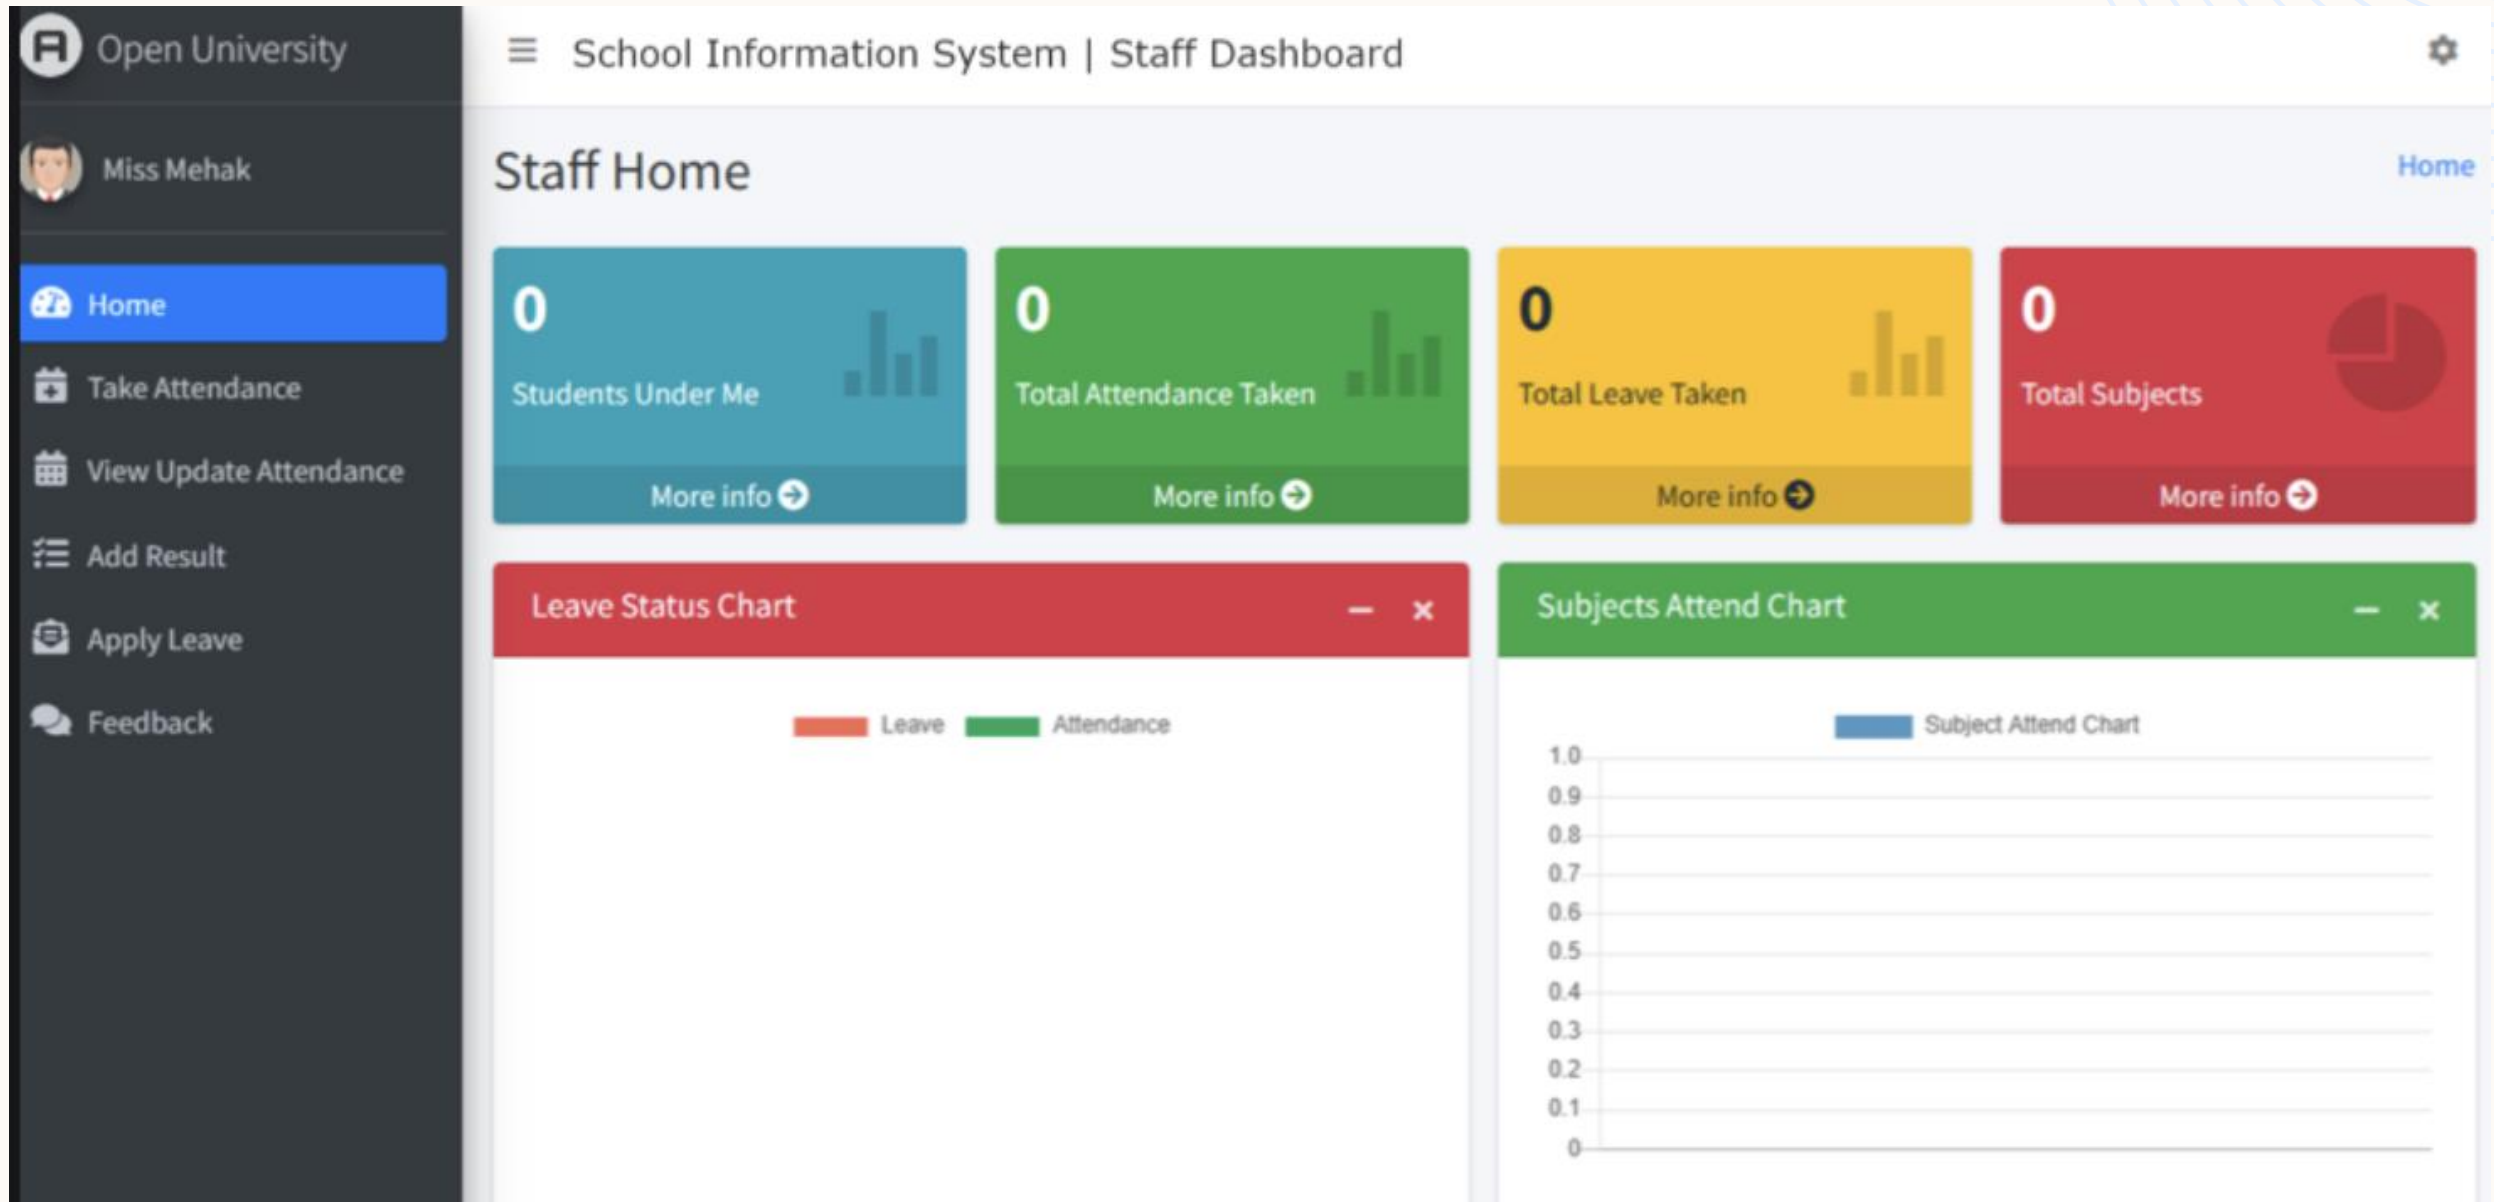 Open University
School Information System | Staff Dashboard
Miss Mehak
Staff Home
Home
Home
Take Attendance
View Update Attendance
Add Result
Apply Leave
Feedback
0
Students Under Me
More info
0
Total Attendance Taken
More info
0
Total Leave Taken
More info
0
Total Subjects
More info
Leave Status Chart
Leave Attendance
Subjects Attend Chart
Subject Attend Chart
1.0
0.9
0.8
0.7
0.6
0.5
0.4
0.3
0.2
0.1
0